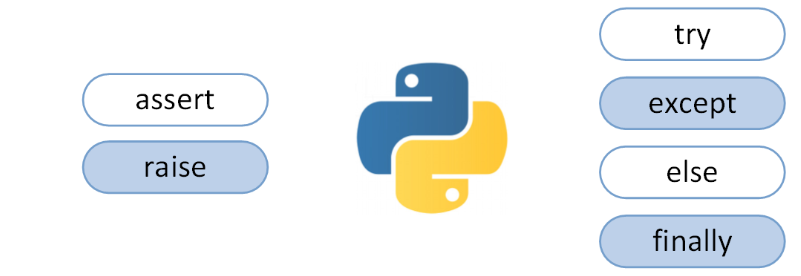 assert
raise
try
except
else
finally